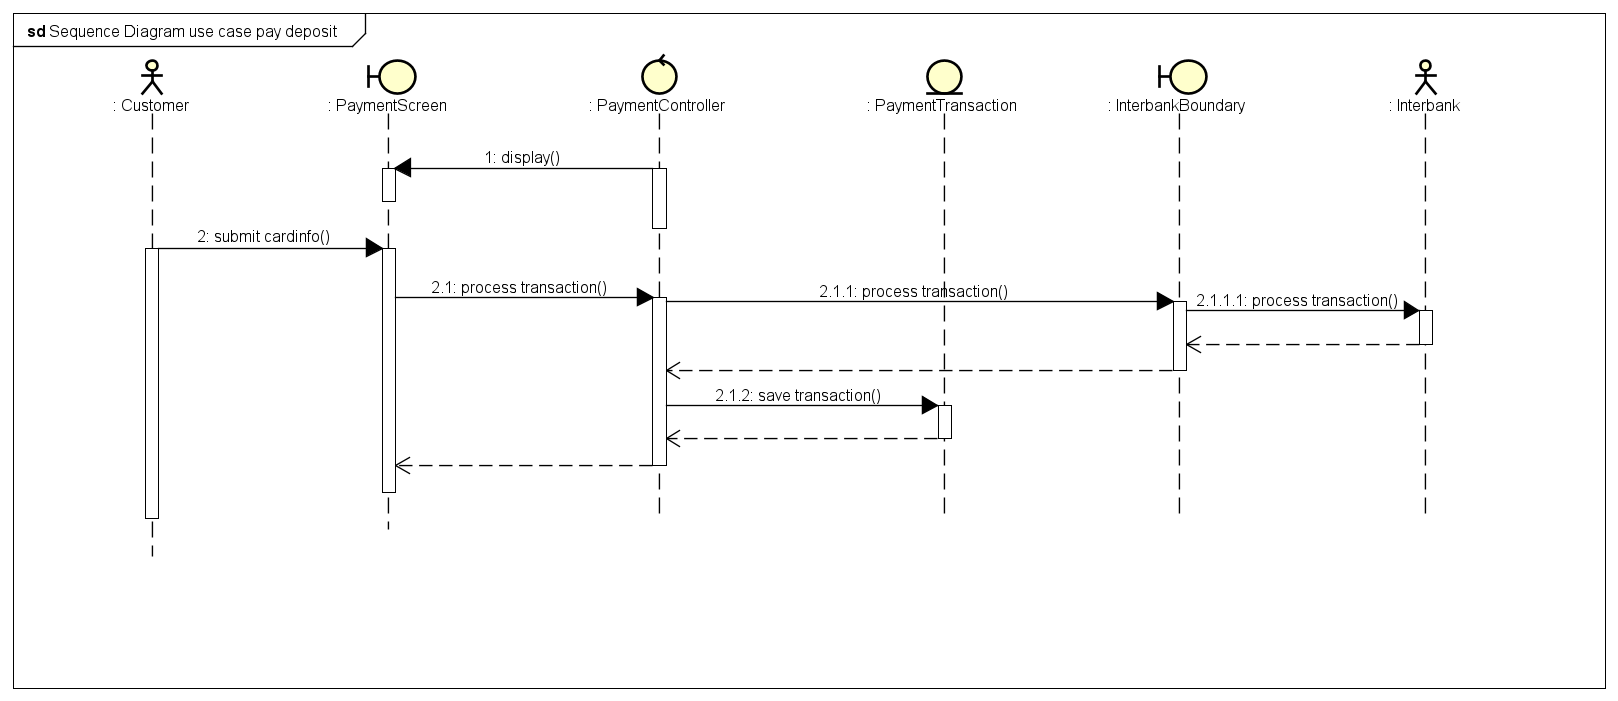 sd Sequence Diagram use case pay deposit
: Customer
: PaymentScreen
: PaymentController
: PaymentTransaction
: InterbankBoundary
: Interbank
1: display()
2: submit cardinfo()
2.1: process transaction()
2.1.1: process transaction()
2.1.1.1: process transaction()
2.1.2: save transaction()